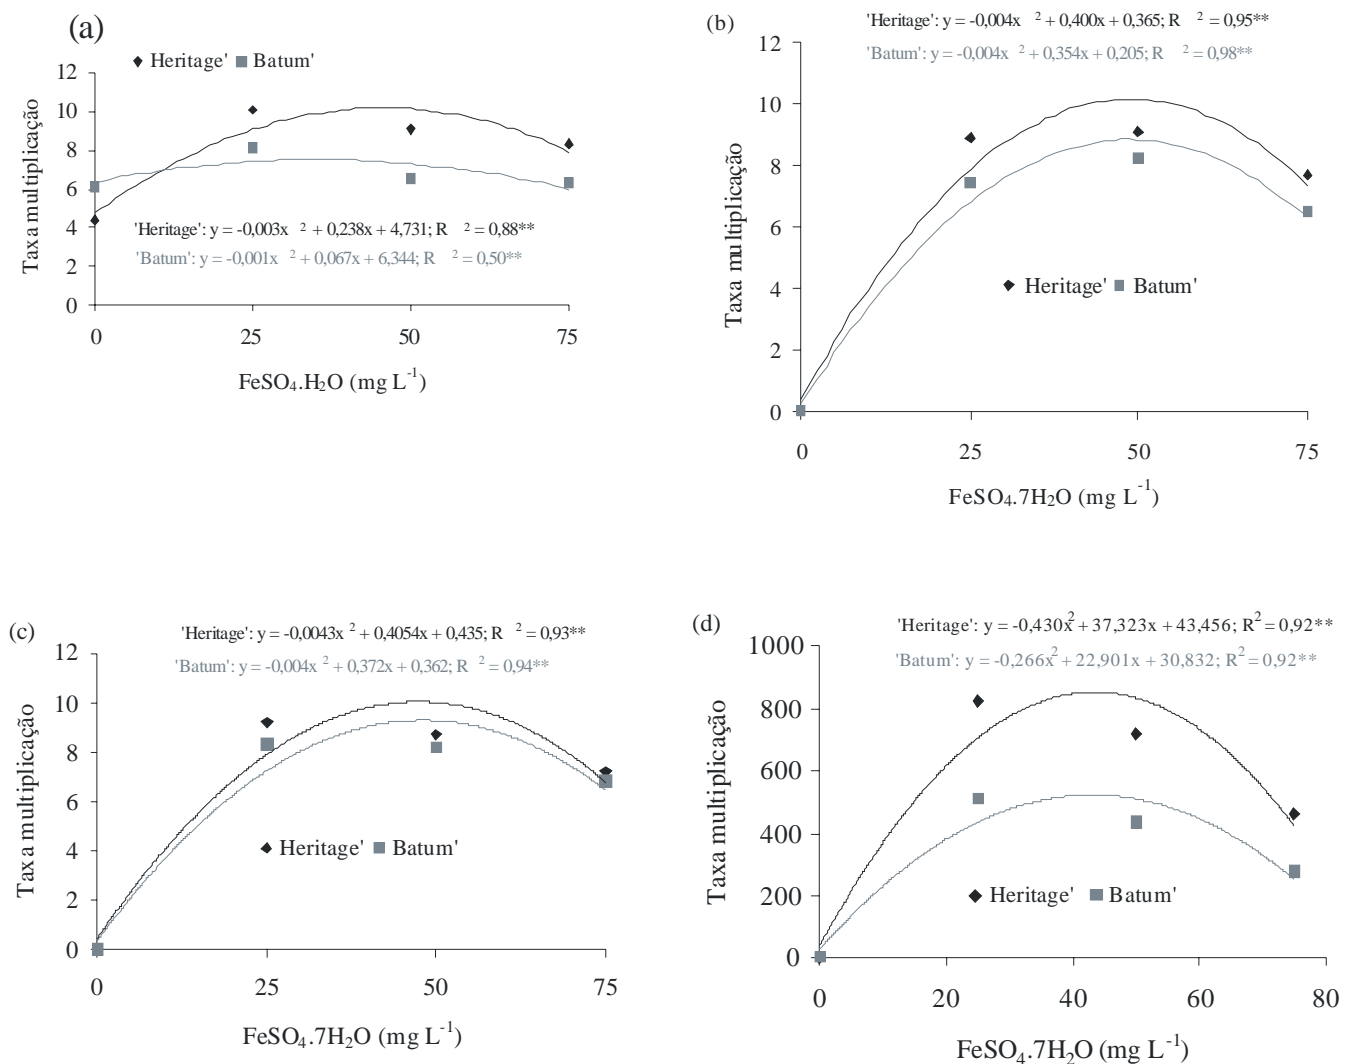 (a)
Heritage' Batum'
12
10
8
6
4
2
0
Taxa multiplicação
'Heritage': y = -0,003x 2 + 0,238x + 4,731; R 2 = 0,88**
'Batum': y = -0,001x 2 + 0,067x + 6,344; R 2 = 0,50**
0 25 50 75
FeSO4.H2O (mg L-1)
(b)
'Heritage': y = -0,004x 2 + 0,400x + 0,365; R 2 = 0,95**
'Batum': y = -0,004x 2 + 0,354x + 0,205; R 2 = 0,98**
12
10
8
6
4
2
0
Taxa multiplicação
Heritage' Batum'
0 25 50 75
FeSO4.7H2O (mg L-1)
(c)
'Heritage': y = -0,0043x 2 + 0,4054x + 0,435; R 2 = 0,93**
'Batum': y = -0,004x 2 + 0,372x + 0,362; R 2 = 0,94**
12
10
8
6
4
2
0
Taxa multiplicação
Heritage' Batum'
0 25 50 75
FeSO4.7H2O (mg L-1)
(d)
'Heritage': y = -0,430x2 + 37,323x + 43,456; R2 = 0,92**
'Batum': y = -0,266x2 + 22,901x + 30,832; R2 = 0,92**
1000
800
600
400
200
0
Taxa multiplicação
Heritage' Batum'
0 20 40 60 80
FeSO4.7H2O (mg L-1)